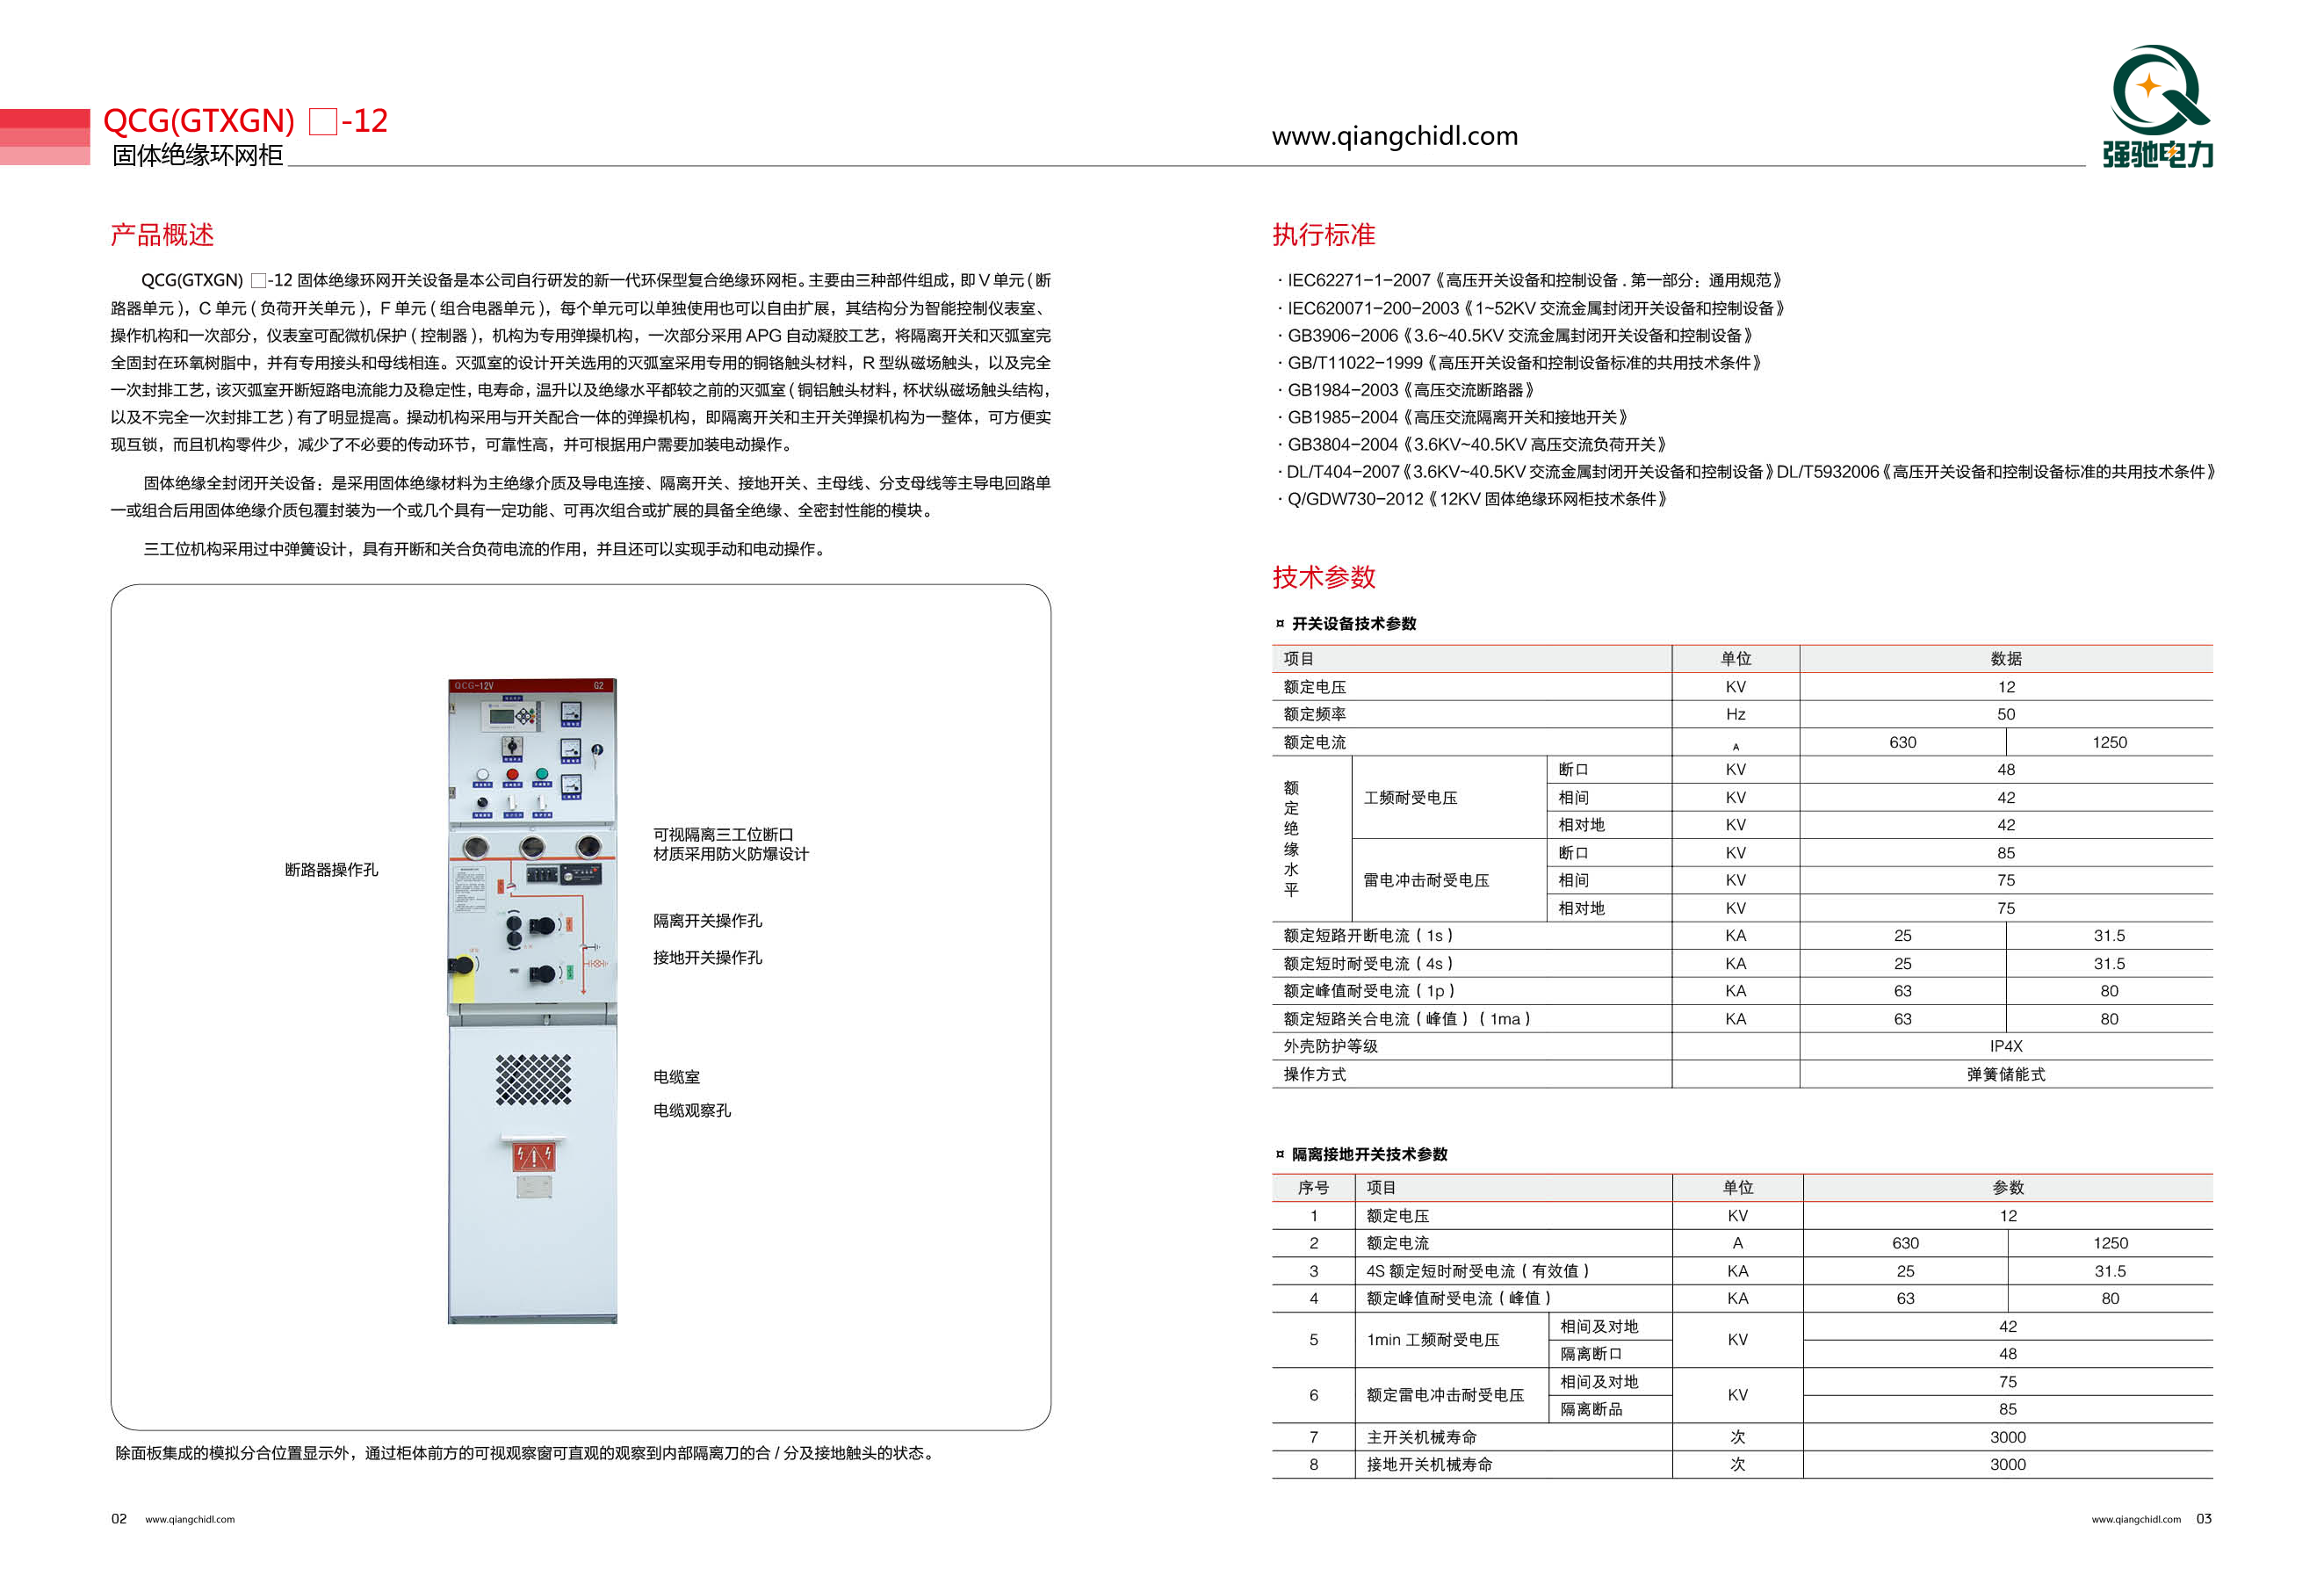 QCG(GTXGN) □-12
固体绝缘环网柜
www.qiangchidl.com
强驰电力
产品概述
QCG(GTXGN) □-12 固体绝缘环网开关设备是本公司自行研发的新一代环保型复合绝缘环网柜。主要由三种部件组成，即 V 单元 ( 断
路器单元 )，C 单元 ( 负荷开关单元 )，F 单元 ( 组合电器单元 )，每个单元可以单独使用也可以自由扩展，其结构分为智能控制仪表室、
操作机构和一次部分，仪表室可配微机保护 ( 控制器 )，机构为专用弹操机构，一次部分采用 APG 自动凝胶工艺，将隔离开关和灭弧室完
全固封在环氧树脂中，并有专用接头和母线相连。灭弧室的设计开关选用的灭弧室采用专用的铜铬触头材料，R 型纵磁场触头，以及完全
一次封排工艺，该灭弧室开断短路电流能力及稳定性，电寿命，温升以及绝缘水平都较之前的灭弧室 ( 铜铝触头材料，杯状纵磁场触头结构，
以及不完全一次封排工艺 ) 有了明显提高。操动机构采用与开关配合一体的弹操机构，即隔离开关和主开关弹操机构为一整体，可方便实
现互锁，而且机构零件少，减少了不必要的传动环节，可靠性高，并可根据用户需要加装电动操作。
固体绝缘全封闭开关设备：是采用固体绝缘材料为主绝缘介质及导电连接、隔离开关、接地开关、主母线、分支母线等主导电回路单
一或组合后用固体绝缘介质包覆封装为一个或几个具有一定功能、可再次组合或扩展的具备全绝缘、全密封性能的模块。
三工位机构采用过中弹簧设计，具有开断和关合负荷电流的作用，并且还可以实现手动和电动操作。
QCG-12V G2
断路器操作孔
可视隔离三工位断口
材质采用防火防爆设计
隔离开关操作孔
接地开关操作孔
电缆室
电缆观察孔
除面板集成的模拟分合位置显示外，通过柜体前方的可视观察窗可直观的观察到内部隔离刀的合 / 分及接地触头的状态。
02 www.qiangchidl.com
执行标准
· IEC62271-1-2007《高压开关设备和控制设备 . 第一部分：通用规范》
· IEC620071-200-2003《1~52KV 交流金属封闭开关设备和控制设备》
· GB3906-2006《3.6~40.5KV 交流金属封闭开关设备和控制设备》
· GB/T11022-1999《高压开关设备和控制设备标准的共用技术条件》
· GB1984-2003《高压交流断路器》
· GB1985-2004《高压交流隔离开关和接地开关》
· GB3804-2004《3.6KV~40.5KV 高压交流负荷开关》
· DL/T404-2007《3.6KV~40.5KV 交流金属封闭开关设备和控制设备》DL/T5932006《高压开关设备和控制设备标准的共用技术条件》
· Q/GDW730-2012《12KV 固体绝缘环网柜技术条件》
技术参数
¤ 开关设备技术参数
项目 单位 数据
额定电压 KV 12
额定频率 Hz 50
额定电流 A 630 1250
额定绝缘水平 工频耐受电压 断口 KV 48
相间 KV 42
相对地 KV 42
雷电冲击耐受电压 断口 KV 85
相间 KV 75
相对地 KV 75
额定短路开断电流（1s） KA 25 31.5
额定短时耐受电流（4s） KA 25 31.5
额定峰值耐受电流（1p） KA 63 80
额定短路关合电流（峰值）（1ma） KA 63 80
外壳防护等级 IP4X
操作方式 弹簧储能式
¤ 隔离接地开关技术参数
序号 项目 单位 参数
1 额定电压 KV 12
2 额定电流 A 630 1250
3 4S 额定短时耐受电流（有效值） KA 25 31.5
4 额定峰值耐受电流（峰值） KA 63 80
5 1min 工频耐受电压 相间及对地 KV 42
隔离断口 48
6 额定雷电冲击耐受电压 相间及对地 KV 75
隔离断品 85
7 主开关机械寿命 次 3000
8 接地开关机械寿命 次 3000
www.qiangchidl.com 03